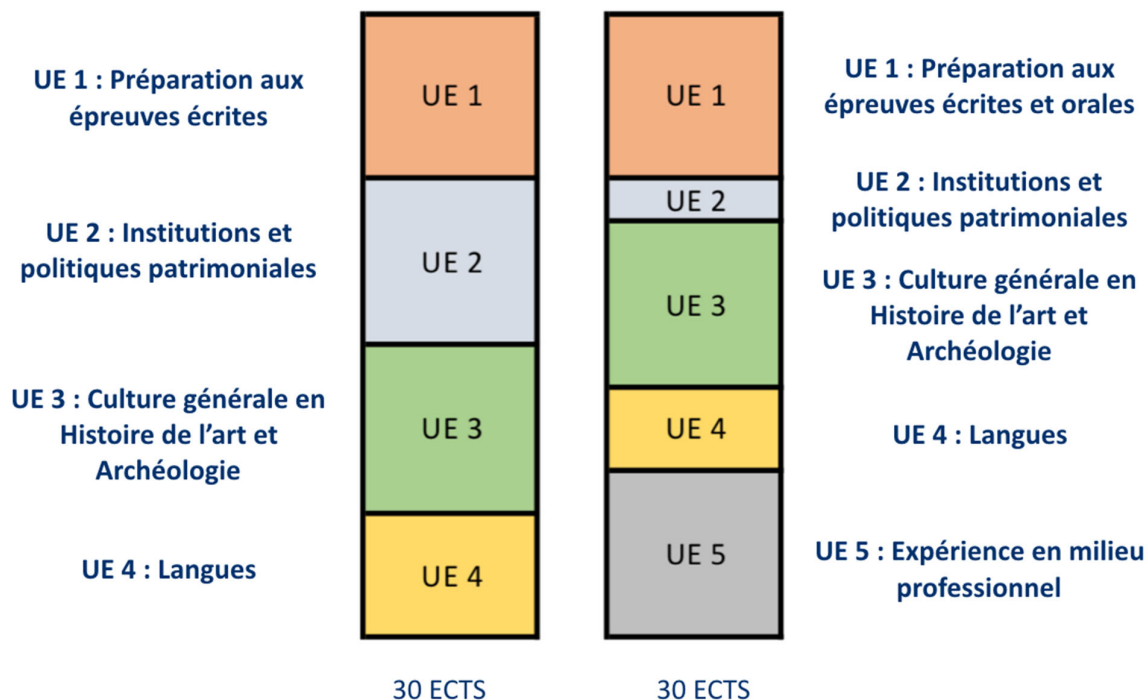 UE 1 : Préparation aux
épreuves écrites
UE 2 : Institutions et
politiques patrimoniales
UE 3 : Culture générale en
Histoire de l’art et
Archéologie
UE 4 : Langues
UE 1
UE 2
UE 3
UE 4
30 ECTS
UE 1
UE 2
UE 3
UE 4
UE 5
30 ECTS
UE 1 : Préparation aux
épreuves écrites et orales
UE 2 : Institutions et
politiques patrimoniales
UE 3 : Culture générale en
Histoire de l’art et
Archéologie
UE 4 : Langues
UE 5 : Expérience en milieu
professionnel